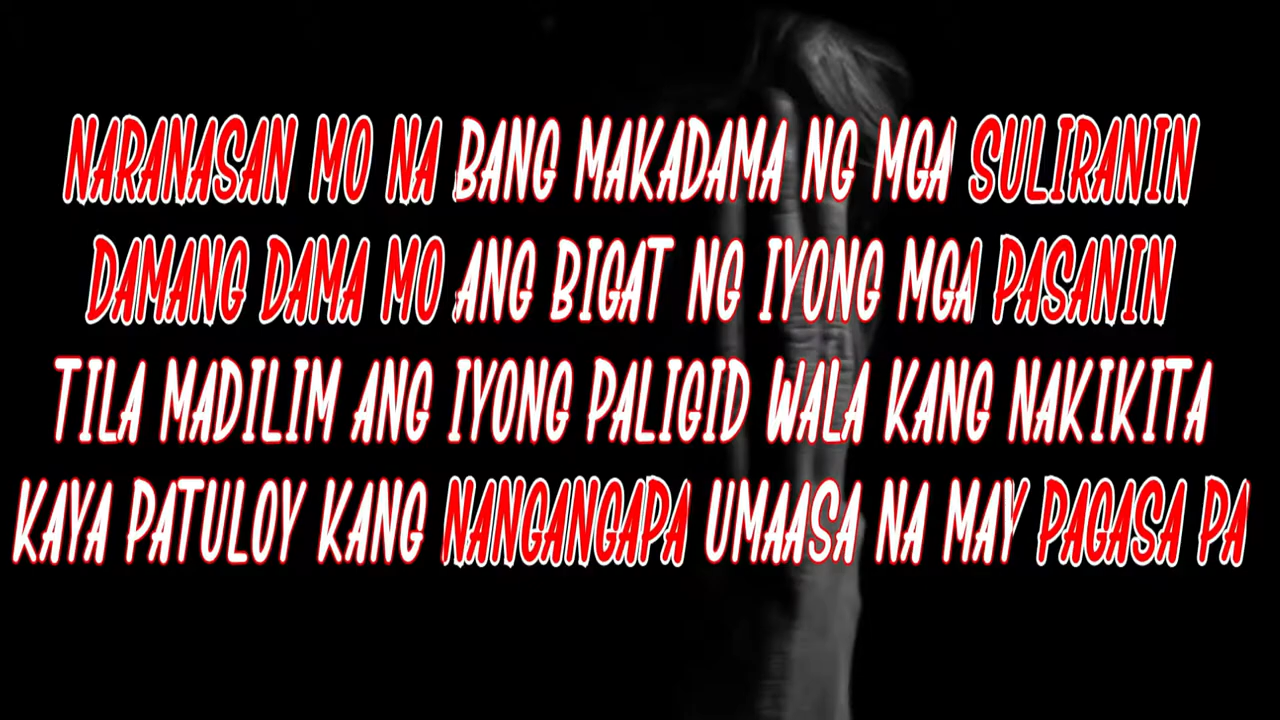 NARANASAN MO NA BANG MAKADAMA NG MGA SULIRANIN
DAMANG DAMA MO ANG BIGAT NG IYONG MGA PASANIN
TILA MADILIM ANG IYONG PALIGID WALA KANG NAKIKITA
KAYA PATULOY KANG NANGANGAPA UMAASA NA MAY PAGASA PA